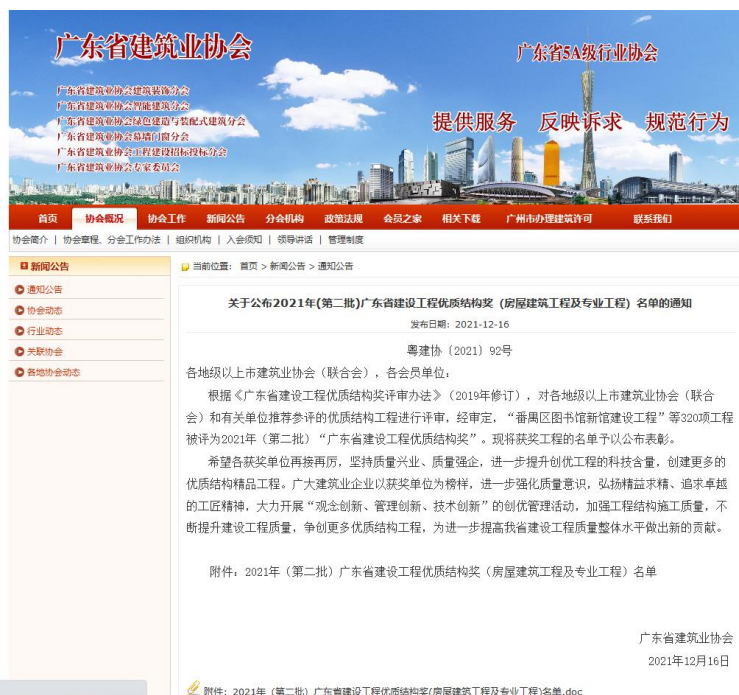 广东省建筑业协会
广东省5A级行业协会
广东省建筑业协会建筑装饰分会
广东省建筑业协会智能建筑分会
广东省建筑业协会绿色建造与装配式建筑分会
广东省建筑业协会幕墙门窗分会
广东省建筑业协会工程建设招标投标分会
广东省建筑业协会专家委员会
提供服务 反映诉求 规范行为
首页 协会概况 协会工作 新闻公告 分会机构 政策法规 会员之家 相关下载 广州市办理建筑许可 联系我们
协会简介 | 协会章程、分会工作办法 | 组织机构 | 入会须知 | 领导讲话 | 管理制度
新闻公告
通知公告
协会动态
行业动态
关联协会
各地协会动态
当前位置: 首页 > 新闻公告 > 通知公告
关于公布2021年(第二批)广东省建设工程优质结构奖 (房屋建筑工程及专业工程) 名单的通知
发布日期: 2021-12-16
粤建协〔2021〕92号
各地级以上市建筑业协会（联合会），各会员单位：
根据《广东省建设工程优质结构奖评审办法》（2019年修订），对各地级以上市建筑业协会（联合
会）和有关单位推荐参评的优质结构工程进行评审，经审定，“番禺区图书馆新馆建设工程”等320项工程
被评为2021年（第二批）“广东省建设工程优质结构奖”。现将获奖工程的名单予以公布表彰。
希望各获奖单位再接再厉，坚持质量兴业、质量强企，进一步提升创优工程的科技含量，创建更多的
优质结构精品工程。广大建筑业企业以获奖单位为榜样，进一步强化质量意识，弘扬精益求精、追求卓越
的工匠精神，大力开展“观念创新、管理创新、技术创新”的创优管理活动，加强工程结构施工质量，不
断提升建设工程质量，争创更多优质结构工程，为进一步提高我省建设工程质量整体水平做出新的贡献。
附件：2021年（第二批）广东省建设工程优质结构奖（房屋建筑工程及专业工程）名单
广东省建筑业协会
2021年12月16日
附件: 2021年 (第二批) 广东省建设工程优质结构奖(房屋建筑工程及专业工程)名单.doc